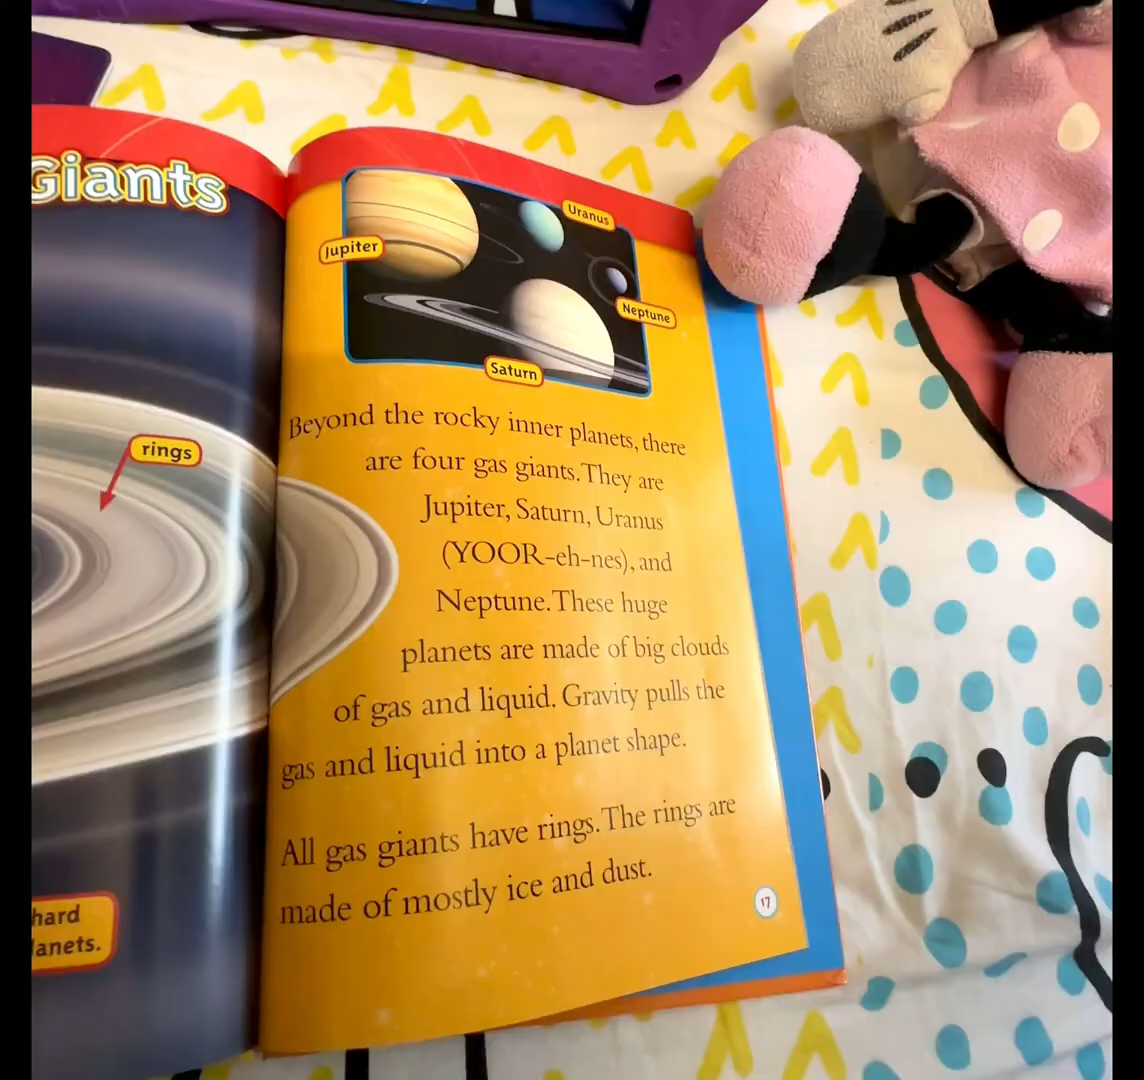 Giants
rings
hard
lanets.
Jupiter
Uranus
Neptune
Saturn
Beyond the rocky inner planets, there
are four gas giants. They are
Jupiter, Saturn, Uranus
(YOOR-eh-nes), and
Neptune. These huge
planets are made of big clouds
of gas and liquid. Gravity pulls the
gas and liquid into a planet shape.
All gas giants have rings. The rings are
made of mostly ice and dust.
17